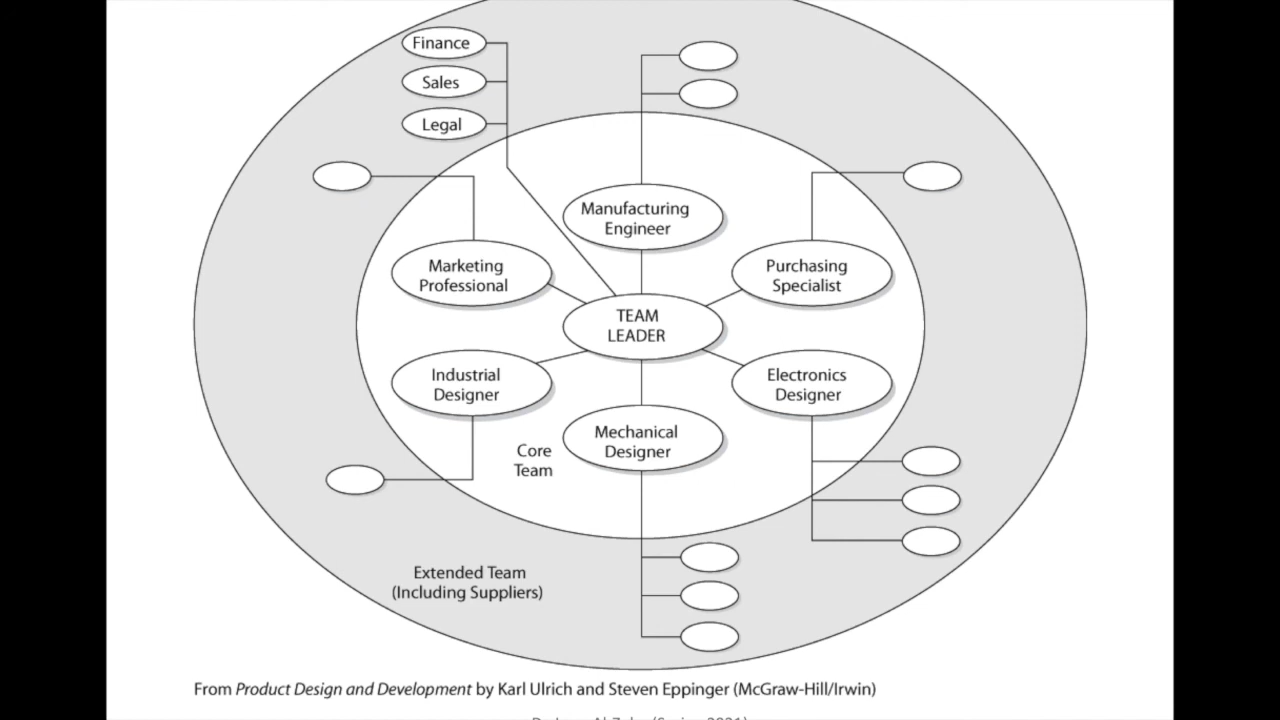 Finance
Sales
Legal
Manufacturing
Engineer
Marketing
Professional
Purchasing
Specialist
TEAM
LEADER
Industrial
Designer
Electronics
Designer
Mechanical
Designer
Core
Team
Extended Team
(Including Suppliers)
From Product Design and Development by Karl Ulrich and Steven Eppinger (McGraw-Hill/Irwin)